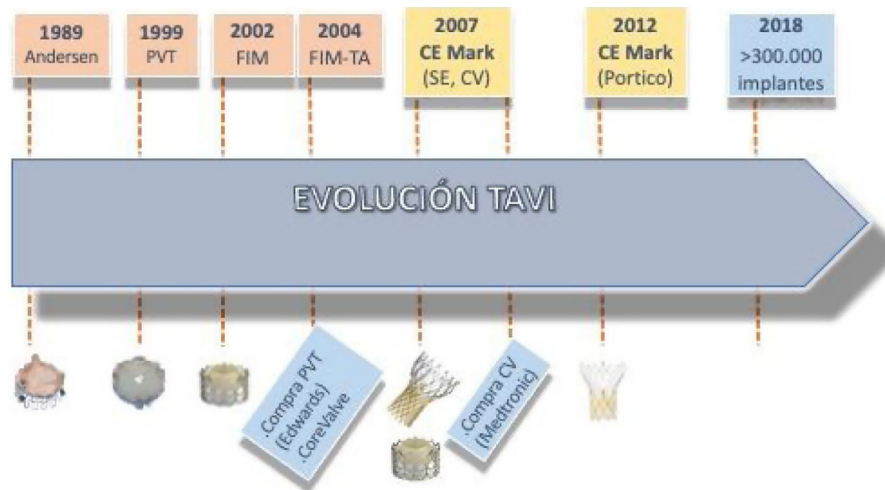 1989
Andersen
1999
PVT
2002
FIM
2004
FIM-TA
2007
CE Mark
(SE, CV)
2012
CE Mark
(Portico)
2018
>300.000
implantes
EVOLUCIÓN TAVI
.Compra PVT
(Edwards)
.CoreValve
.Compra CV
(Medtronic)